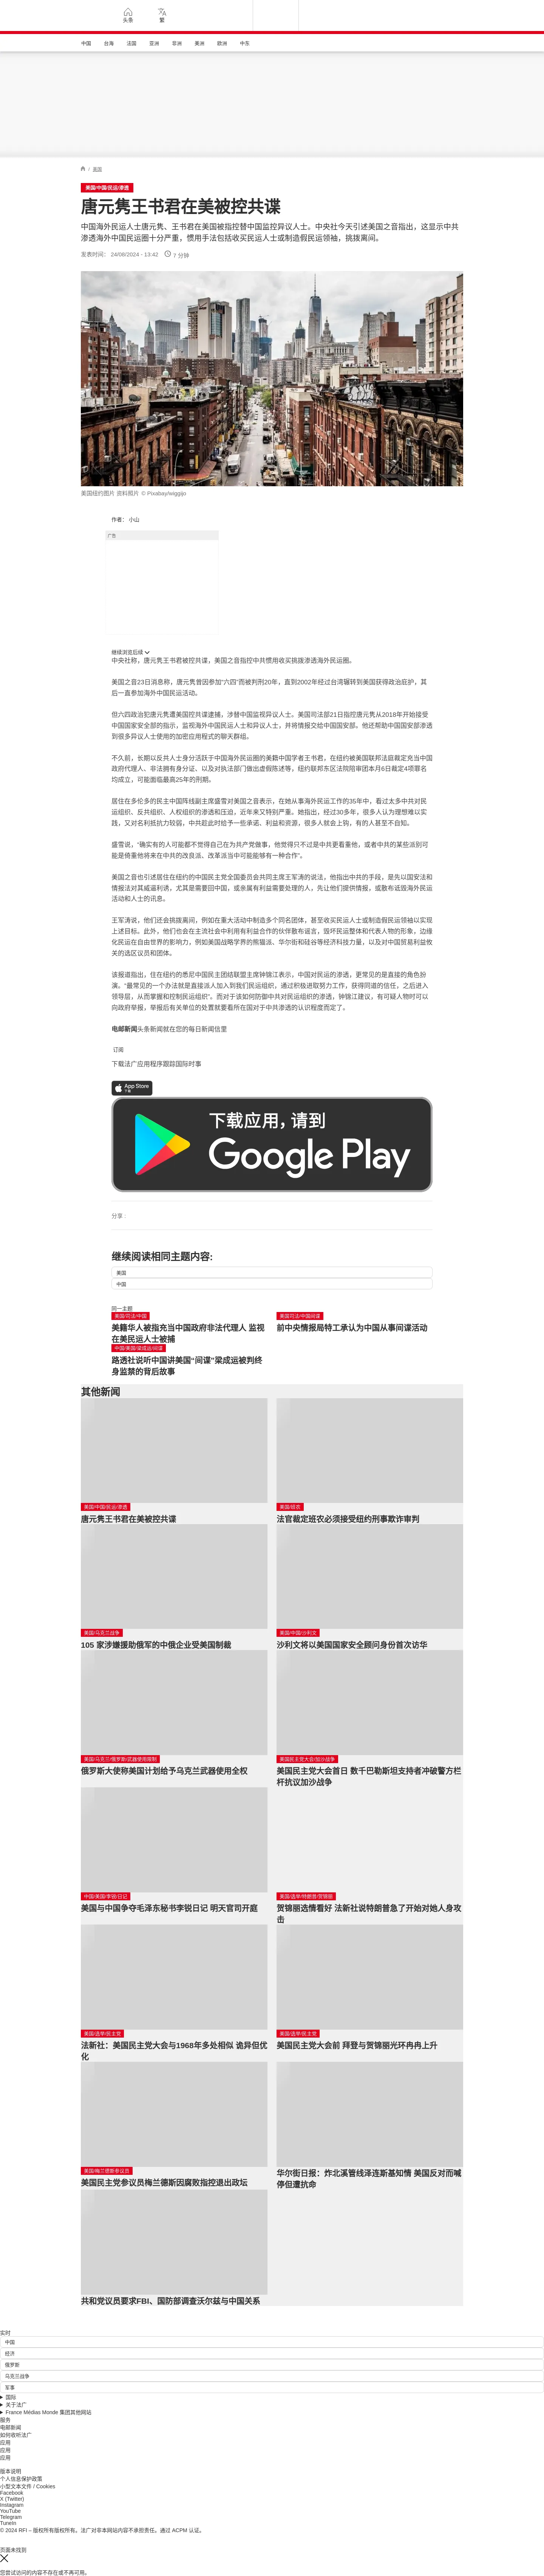 头条
繁
中国
台海
法国
亚洲
非洲
美洲
欧洲
中东
/ 美国
美国/中国/民运/渗透
唐元隽王书君在美被控共谍
中国海外民运人士唐元隽、王书君在美国被指控替中国监控异议人士。中央社今天引述美国之音指出，这显示中共
渗透海外中国民运圈十分严重，惯用手法包括收买民运人士或制造假民运领袖，挑拨离间。
发表时间： 24/08/2024 - 13:42
7 分钟
美国纽约图片 资料照片 © Pixabay/wiggijo
作者： 小山
广告
继续浏览后续
中央社称，唐元隽王书君被控共谍，美国之音指控中共惯用收买挑拨渗透海外民运圈。
美国之音23日消息称，唐元隽曾因参加“六四”而被判刑20年，直到2002年经过台湾辗转到美国获得政治庇护，其
后一直参加海外中国民运活动。
但六四政治犯唐元隽遭美国控共谍逮捕，涉替中国监视异议人士。美国司法部21日指控唐元隽从2018年开始接受
中国国家安全部的指示，监视海外中国民运人士和异议人士，并将情报交给中国国安部。他还帮助中国国安部渗透
到很多异议人士使用的加密应用程式的聊天群组。
不久前，长期以反共人士身分活跃于中国海外民运圈的美籍中国学者王书君，在纽约被美国联邦法庭裁定充当中国
政府代理人、非法拥有身分证、以及对执法部门做出虚假陈述等，纽约联邦东区法院陪审团本月6日裁定4项罪名
均成立，可能面临最高25年的刑期。
居住在多伦多的民主中国阵线副主席盛雪对美国之音表示，在她从事海外民运工作的35年中，看过太多中共对民
运组织、反共组织、人权组织的渗透和压迫，近年来又特别严重。她指出，经过30多年，很多人认为理想难以实
践，又对名利抵抗力较弱，中共趁此时给予一些承诺、利益和资源，很多人就会上钩，有的人甚至不自知。
盛雪说，“确实有的人可能都不觉得自己在为共产党做事，他觉得只不过是中共更看重他，或者中共的某些派别可
能是倚重他将来在中共的改良派、改革派当中可能能够有一种合作”。
美国之音也引述居住在纽约的中国民主党全国委员会共同主席王军涛的说法，他指出中共的手段，是先以国安法和
情报法对其威逼利诱，尤其是需要回中国，或亲属有利益需要处理的人，先让他们提供情报，或散布诋毁海外民运
活动和人士的讯息。
王军涛说，他们还会挑拨离间，例如在重大活动中制造多个同名团体，甚至收买民运人士或制造假民运领袖以实现
上述目标。此外，他们也会在主流社会中利用有利益合作的伙伴散布谣言，毁坏民运整体和代表人物的形象，边缘
化民运在自由世界的影响力，例如美国战略学界的熊猫派、华尔街和硅谷等经济科技力量，以及对中国贸易利益攸
关的选区议员和团体。
该报道指出，住在纽约的悉尼中国民主团结联盟主席钟锦江表示，中国对民运的渗透，更常见的是直接的角色扮
演。“最常见的一个办法就是直接派人加入到我们民运组织，通过积极进取努力工作，获得同道的信任，之后进入
领导层，从而掌握和控制民运组织”。而对于该如何防御中共对民运组织的渗透，钟锦江建议，有可疑人物时可以
向政府举报，举报后有关单位的处置就要看所在国对于中共渗透的认识程度而定了。
电邮新闻头条新闻就在您的每日新闻信里
订阅
下载法广应用程序跟踪国际时事
App Store
下载应用，请到
Google Play
分享 :
继续阅读相同主题内容:
美国
中国
同一主题
美国/司法/中国
美籍华人被指充当中国政府非法代理人 监视
在美民运人士被捕
美国司法/中国间谍
前中央情报局特工承认为中国从事间谍活动
中国/美国/梁成运/间谍
路透社说听中国讲美国“间谍”梁成运被判终
身监禁的背后故事
其他新闻
美国/中国/民运/渗透
唐元隽王书君在美被控共谍
美国/班农
法官裁定班农必须接受纽约刑事欺诈审判
美国/乌克兰战争
105 家涉嫌援助俄军的中俄企业受美国制裁
美国/中国/沙利文
沙利文将以美国国家安全顾问身份首次访华
美国/乌克兰/俄罗斯/武器使用限制
俄罗斯大使称美国计划给予乌克兰武器使用全权
美国民主党大会/加沙战争
美国民主党大会首日 数千巴勒斯坦支持者冲破警方栏
杆抗议加沙战争
中国/美国/李锐/日记
美国与中国争夺毛泽东秘书李锐日记 明天官司开庭
美国/选举/特朗普/贺锦丽
贺锦丽选情看好 法新社说特朗普急了开始对她人身攻
击
美国/选举/民主党
法新社：美国民主党大会与1968年多处相似 诡异但优
化
美国/选举/民主党
美国民主党大会前 拜登与贺锦丽光环冉冉上升
美国/梅兰德斯参议员
美国民主党参议员梅兰德斯因腐败指控退出政坛
华尔街日报：炸北溪管线泽连斯基知情 美国反对而喊
停但遭抗命
共和党议员要求FBI、国防部调查沃尔兹与中国关系
实时
中国
经济
俄罗斯
乌克兰战争
军事
国际
关于法广
France Médias Monde 集团其他网站
服务
电邮新闻
如何收听法广
应用
应用
应用
版本说明
个人信息保护政策
小型文本文件 / Cookies
Facebook
X (Twitter)
Instagram
YouTube
Telegram
TuneIn
© 2024 RFI – 版权所有版权所有。法广对非本网站内容不承担责任。通过 ACPM 认证。
页面未找到
您尝试访问的内容不存在或不再可用。